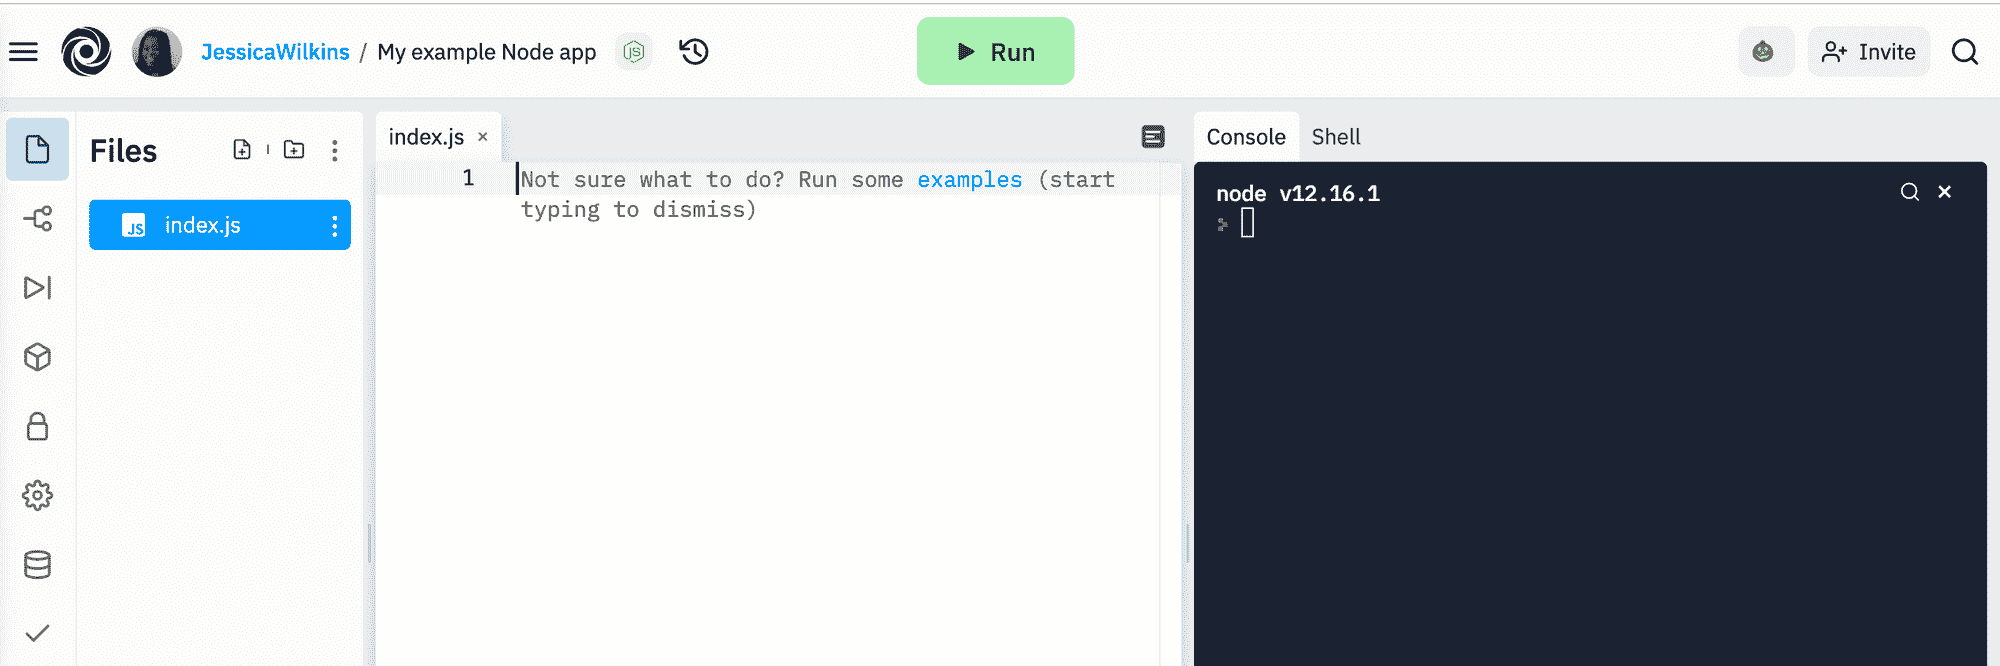 JessicaWilkins / My example Node app
Run
Invite
Files
index.js
index.js ×
1
Not sure what to do? Run some examples (start
typing to dismiss)
Console
Shell
node v12.16.1